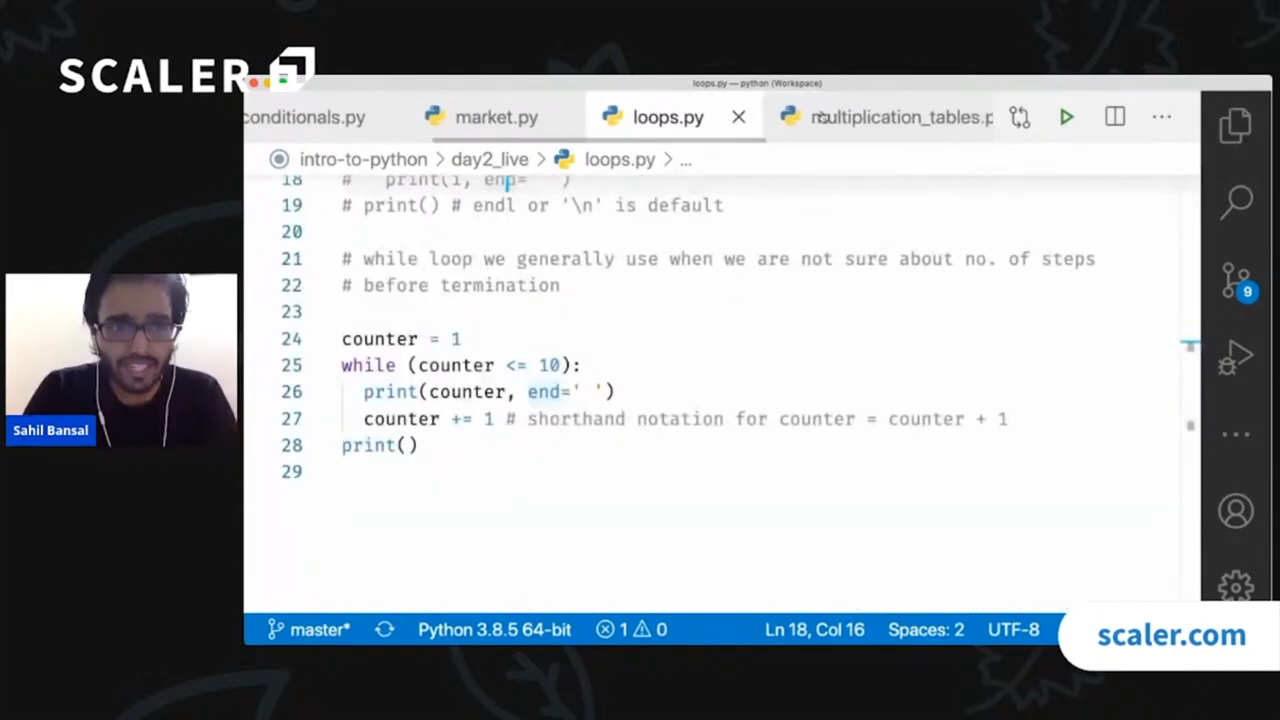 SCALER
loops.py — python (Workspace)
conditionals.py market.py loops.py multiplication_tables.p
intro-to-python > day2_live > loops.py > ...
18 # print(i, end=' ')
19 # print() # endl or '\n' is default
20
21 # while loop we generally use when we are not sure about no. of steps
22 # before termination
23
24 counter = 1
25 while (counter <= 10):
26 print(counter, end=' ')
27 counter += 1 # shorthand notation for counter = counter + 1
28 print()
29
9
Sahil Bansal
master* Python 3.8.5 64-bit 1 0 Ln 18, Col 16 Spaces: 2 UTF-8
scaler.com